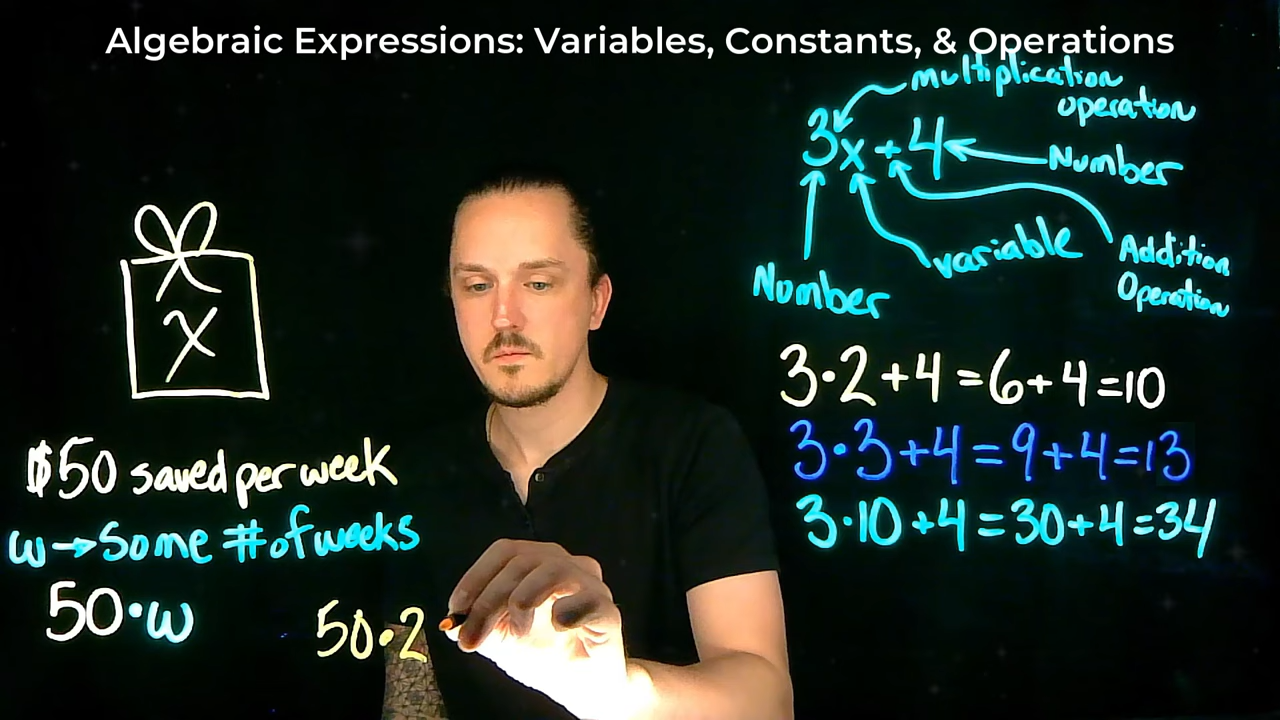 Algebraic Expressions: Variables, Constants, & Operations
multiplication
operation
3x+4
Number
variable
Addition
Operation
Number
x
3·2+4=6+4=10
3·3+4=9+4=13
3·10+4=30+4=34
$50 saved per week
w→Some # of weeks
50·w
50·2